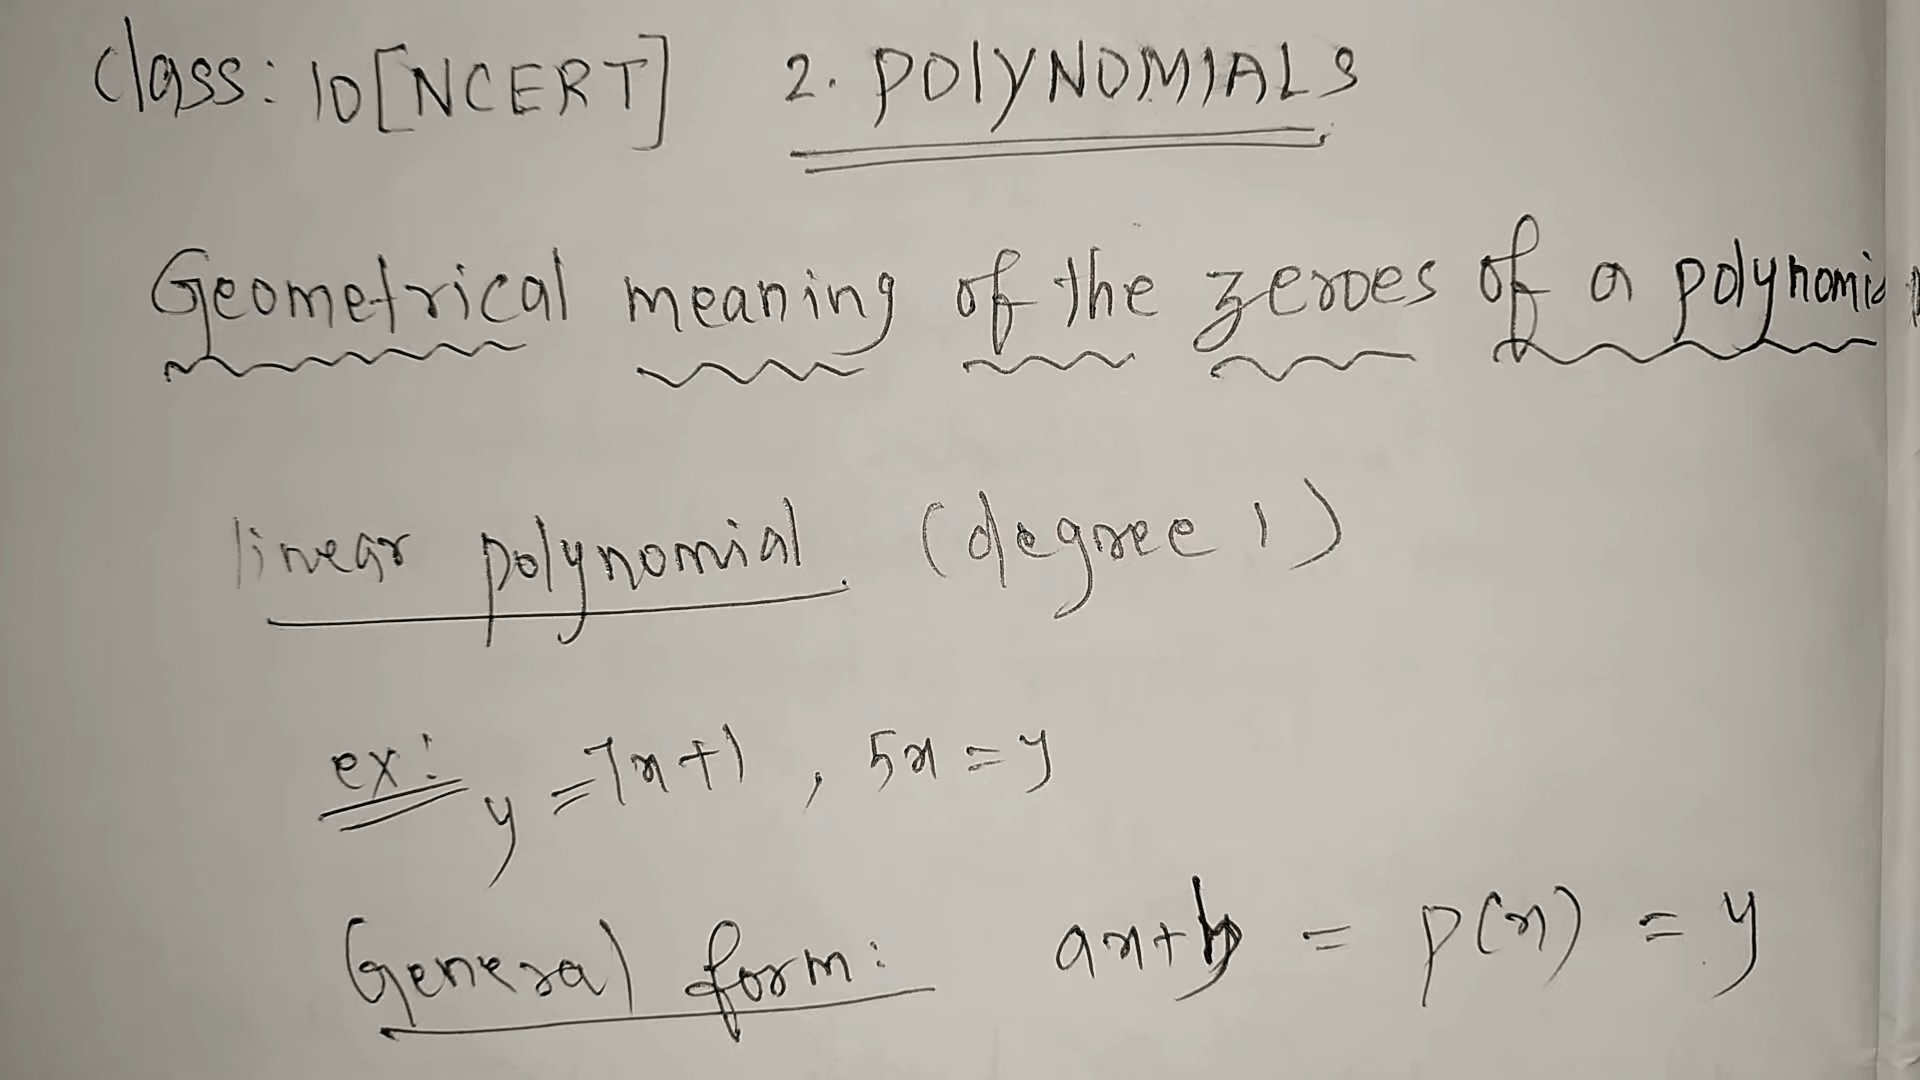 Class: 10 [NCERT] 2. POlYNOMIALS
Geometrical meaning of the zeroes of a polynomial
linear polynomial (degree 1)
ex: y = 7x+1, 5x = y
General form: ax+b = p(x) = y